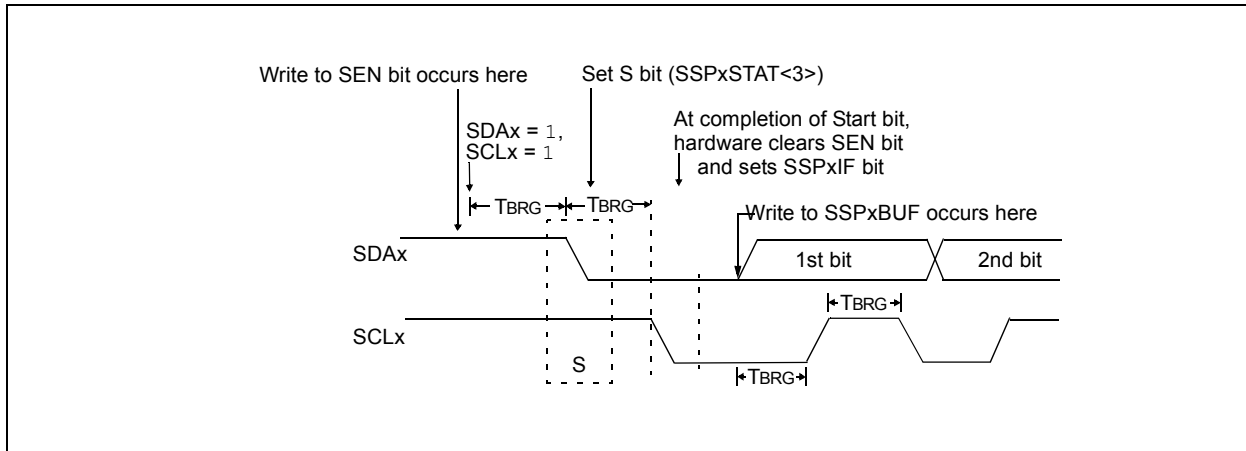 Write to SEN bit occurs here
Set S bit (SSPxSTAT<3>)
At completion of Start bit,
hardware clears SEN bit
and sets SSPxIF bit
SDAx = 1,
SCLx = 1
TBRG
TBRG
Write to SSPxBUF occurs here
SDAx
1st bit
2nd bit
TBRG
SCLx
S
TBRG